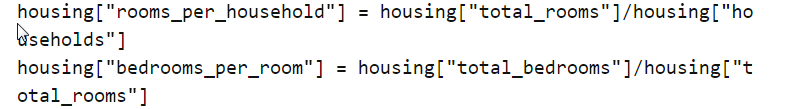 housing["rooms_per_household"] = housing["total_rooms"]/housing["ho
useholds"]
housing["bedrooms_per_room"] = housing["total_bedrooms"]/housing["t
otal_rooms"]